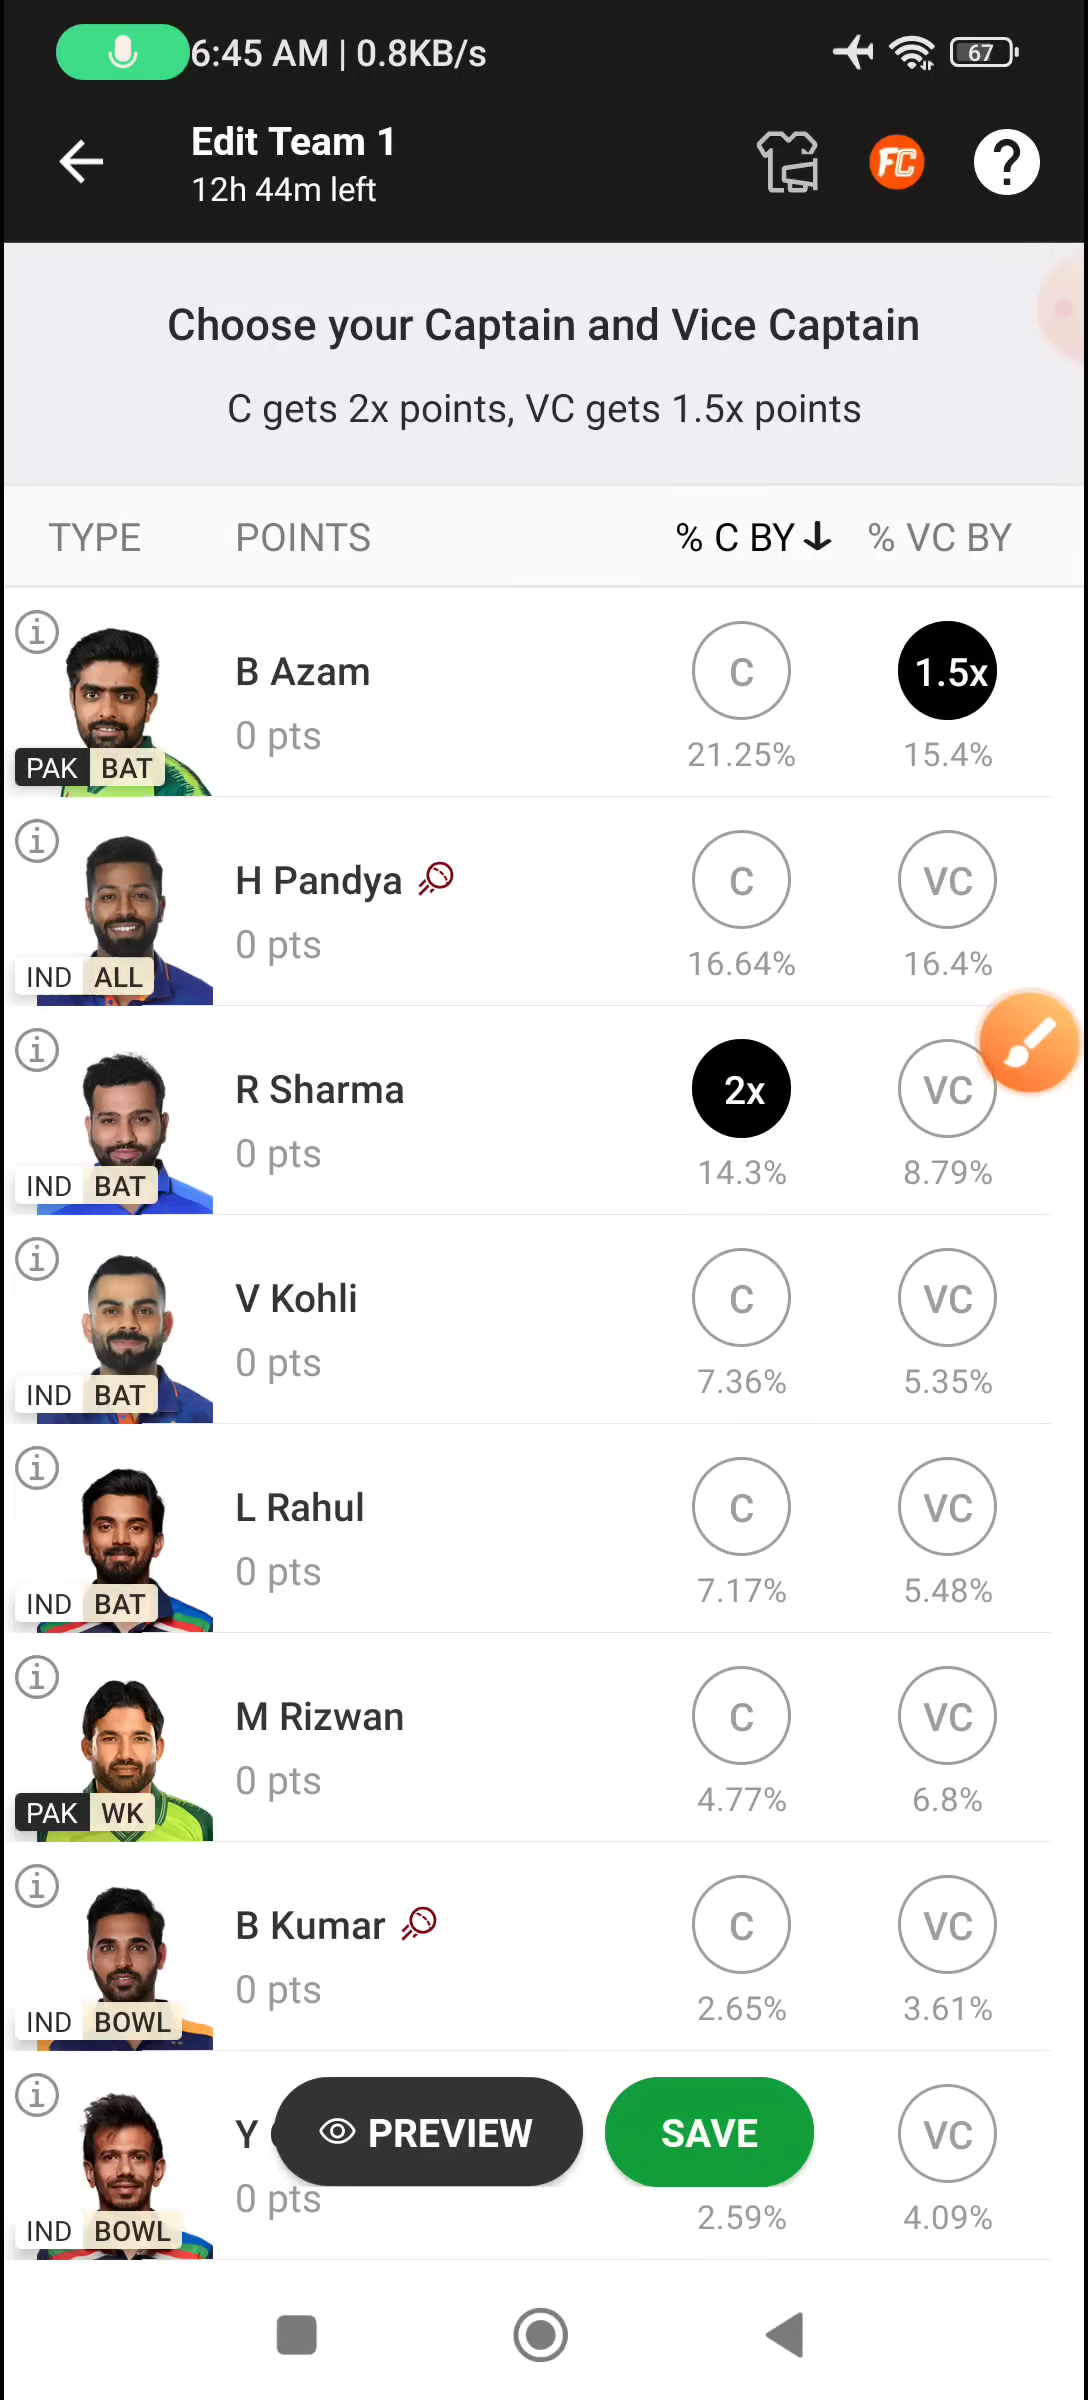 6:45 AM | 0.8KB/s
67
Edit Team 1
12h 44m left
FC
?
Choose your Captain and Vice Captain
C gets 2x points, VC gets 1.5x points
TYPE POINTS % C BY % VC BY
B Azam C 1.5x
0 pts 21.25% 15.4%
PAK BAT
H Pandya C VC
0 pts 16.64% 16.4%
IND ALL
R Sharma 2x VC
0 pts 14.3% 8.79%
IND BAT
V Kohli C VC
0 pts 7.36% 5.35%
IND BAT
L Rahul C VC
0 pts 7.17% 5.48%
IND BAT
M Rizwan C VC
0 pts 4.77% 6.8%
PAK WK
B Kumar C VC
0 pts 2.65% 3.61%
IND BOWL
Y PREVIEW SAVE VC
0 pts 2.59% 4.09%
IND BOWL